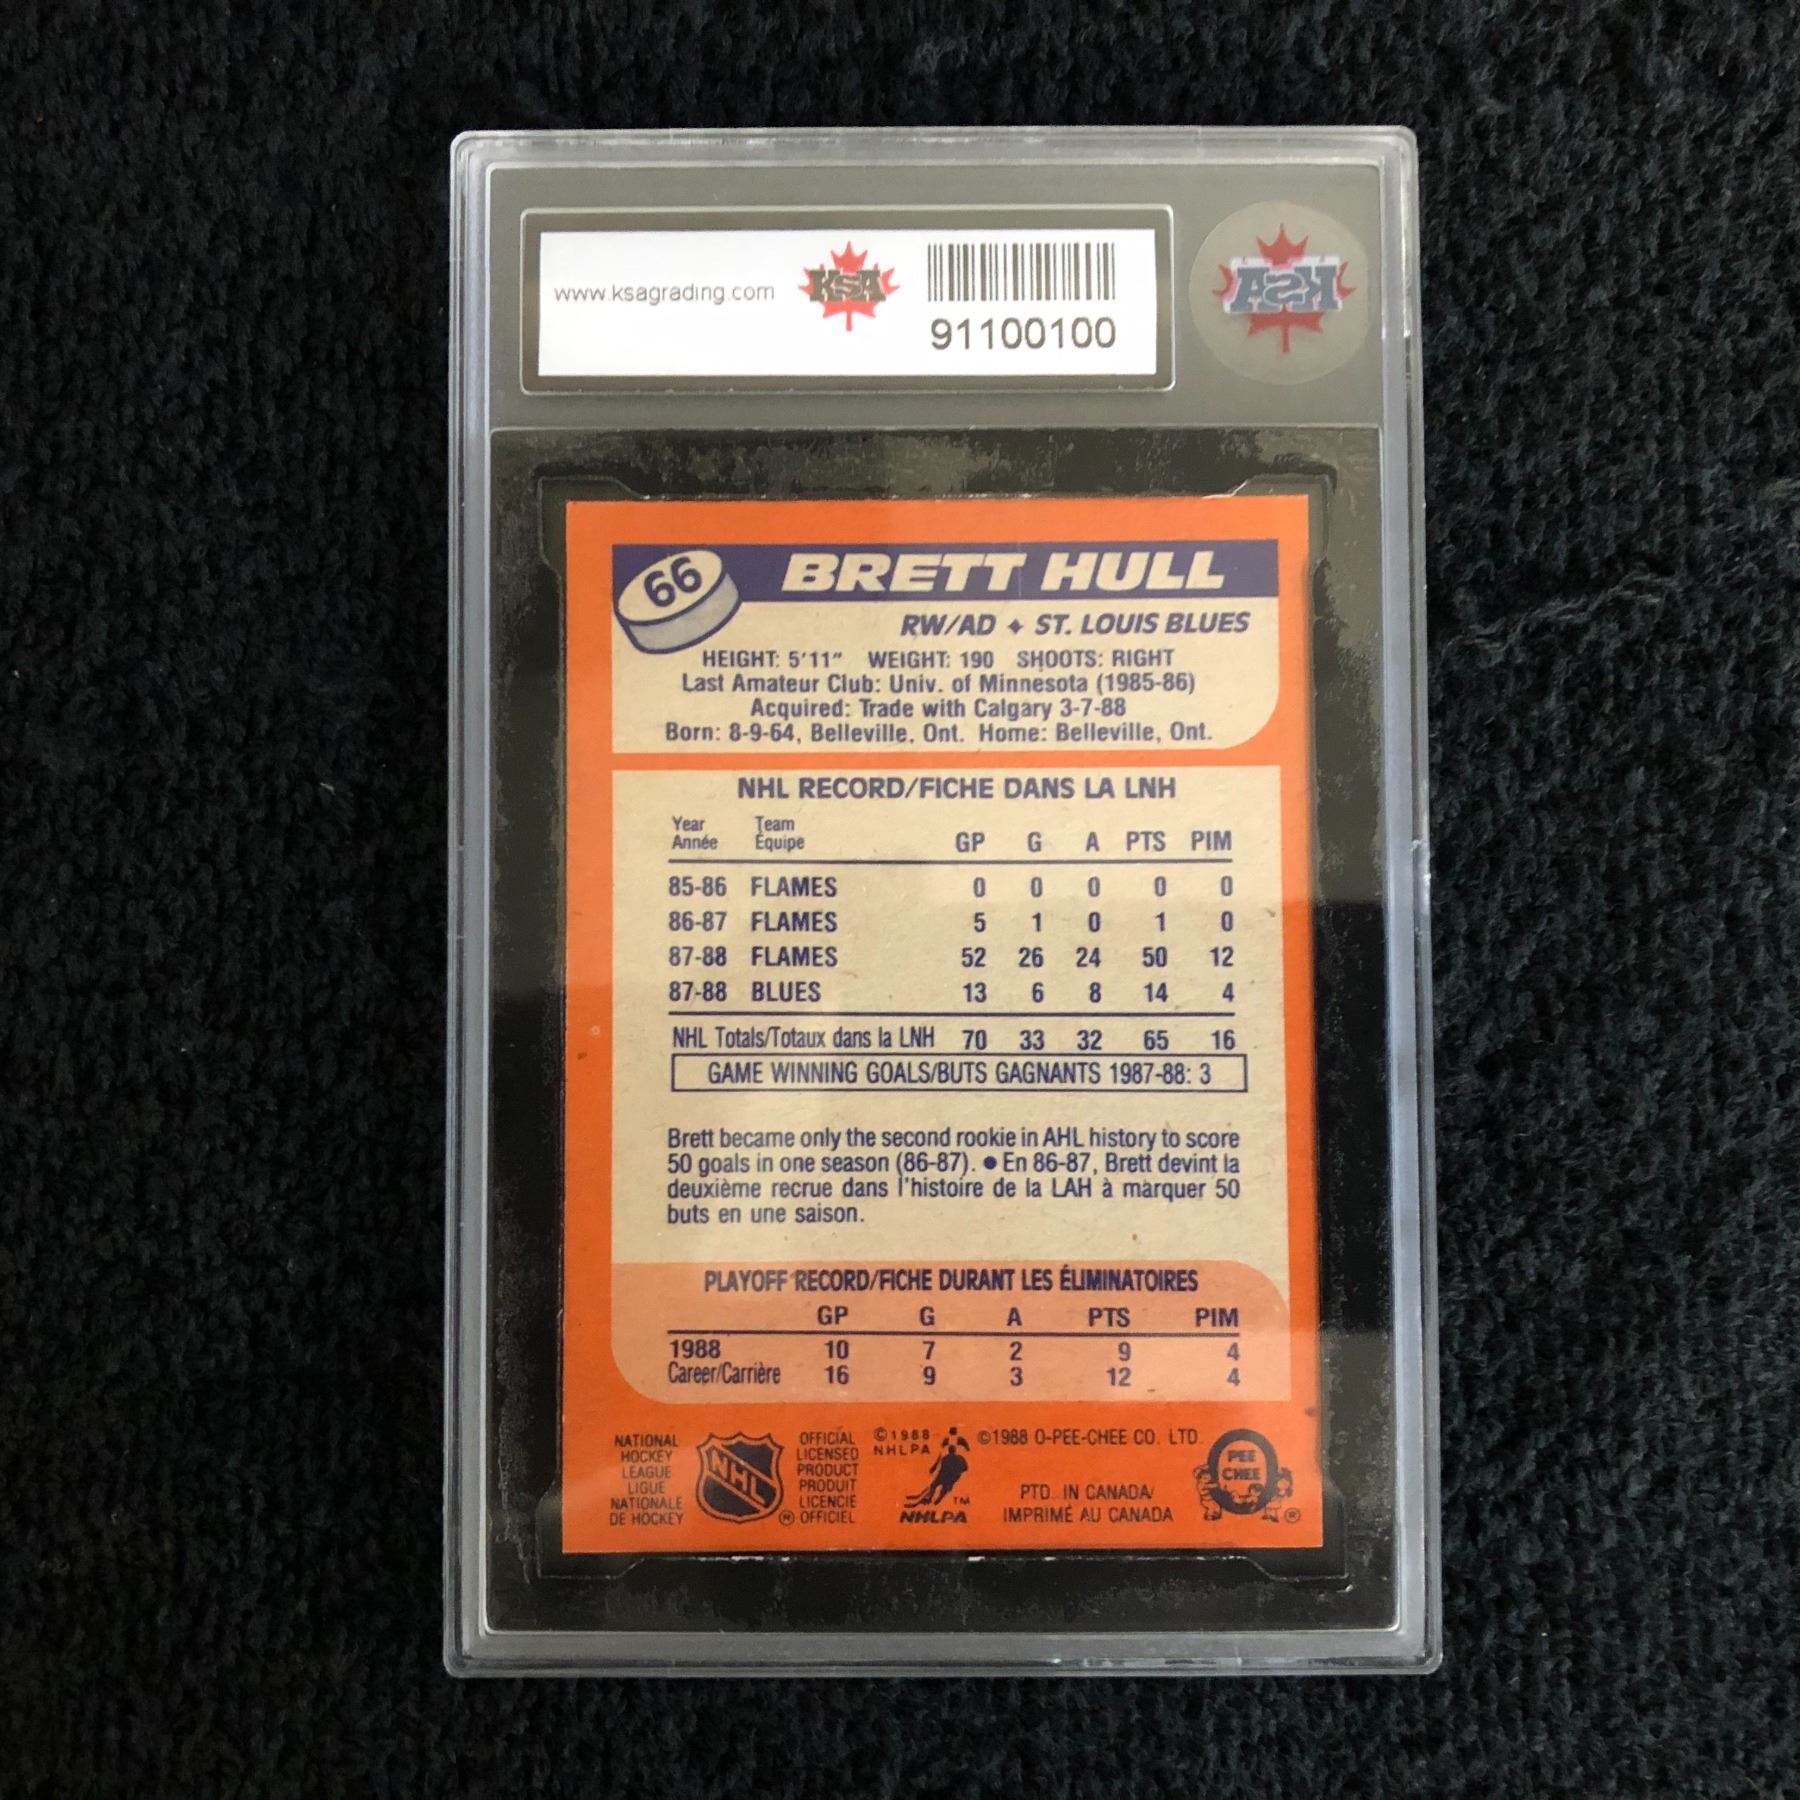 www.ksagrading.com KSA
91100100
KSA
66 BRETT HULL
RW/AD ✦ ST. LOUIS BLUES
HEIGHT: 5'11" WEIGHT: 190 SHOOTS: RIGHT
Last Amateur Club: Univ. of Minnesota (1985-86)
Acquired: Trade with Calgary 3-7-88
Born: 8-9-64, Belleville, Ont. Home: Belleville, Ont.
NHL RECORD/FICHE DANS LA LNH
Year Team
Année Équipe GP G A PTS PIM
85-86 FLAMES 0 0 0 0 0
86-87 FLAMES 5 1 0 1 0
87-88 FLAMES 52 26 24 50 12
87-88 BLUES 13 6 8 14 4
NHL Totals/Totaux dans la LNH 70 33 32 65 16
GAME WINNING GOALS/BUTS GAGNANTS 1987-88: 3
Brett became only the second rookie in AHL history to score
50 goals in one season (86-87). ● En 86-87, Brett devint la
deuxième recrue dans l'histoire de la LAH à marquer 50
buts en une saison.
PLAYOFF RECORD/FICHE DURANT LES ÉLIMINATOIRES
GP G A PTS PIM
1988 10 7 2 9 4
Career/Carrière 16 9 3 12 4
NATIONAL
HOCKEY
LEAGUE
LIGUE
NATIONALE
DE HOCKEY
NHL ®
OFFICIAL
LICENSED
PRODUCT
PRODUIT
LICENCIÉ
OFFICIEL
©1988
NHLPA
TM
NHLPA
©1988 O-PEE-CHEE CO. LTD.
PTD. IN CANADA/
IMPRIMÉ AU CANADA
PEE
CHEE
®